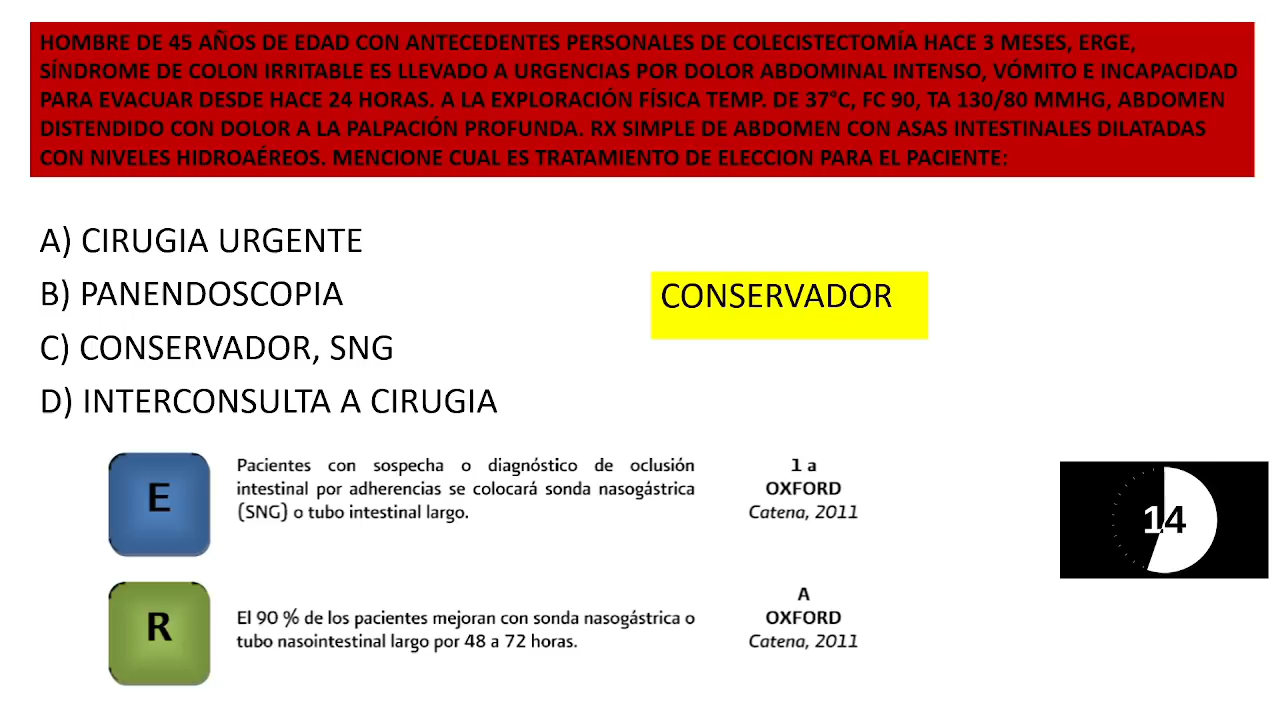 HOMBRE DE 45 AÑOS DE EDAD CON ANTECEDENTES PERSONALES DE COLECISTECTOMÍA HACE 3 MESES, ERGE,
SÍNDROME DE COLON IRRITABLE ES LLEVADO A URGENCIAS POR DOLOR ABDOMINAL INTENSO, VÓMITO E INCAPACIDAD
PARA EVACUAR DESDE HACE 24 HORAS. A LA EXPLORACIÓN FÍSICA TEMP. DE 37°C, FC 90, TA 130/80 MMHG, ABDOMEN
DISTENDIDO CON DOLOR A LA PALPACIÓN PROFUNDA. RX SIMPLE DE ABDOMEN CON ASAS INTESTINALES DILATADAS
CON NIVELES HIDROAÉREOS. MENCIONE CUAL ES TRATAMIENTO DE ELECCION PARA EL PACIENTE:
A) CIRUGIA URGENTE
B) PANENDOSCOPIA
C) CONSERVADOR, SNG
D) INTERCONSULTA A CIRUGIA
CONSERVADOR
E
Pacientes con sospecha o diagnóstico de oclusión
intestinal por adherencias se colocará sonda nasogástrica
(SNG) o tubo intestinal largo.
1 a
OXFORD
Catena, 2011
R
El 90 % de los pacientes mejoran con sonda nasogástrica o
tubo nasointestinal largo por 48 a 72 horas.
A
OXFORD
Catena, 2011
14